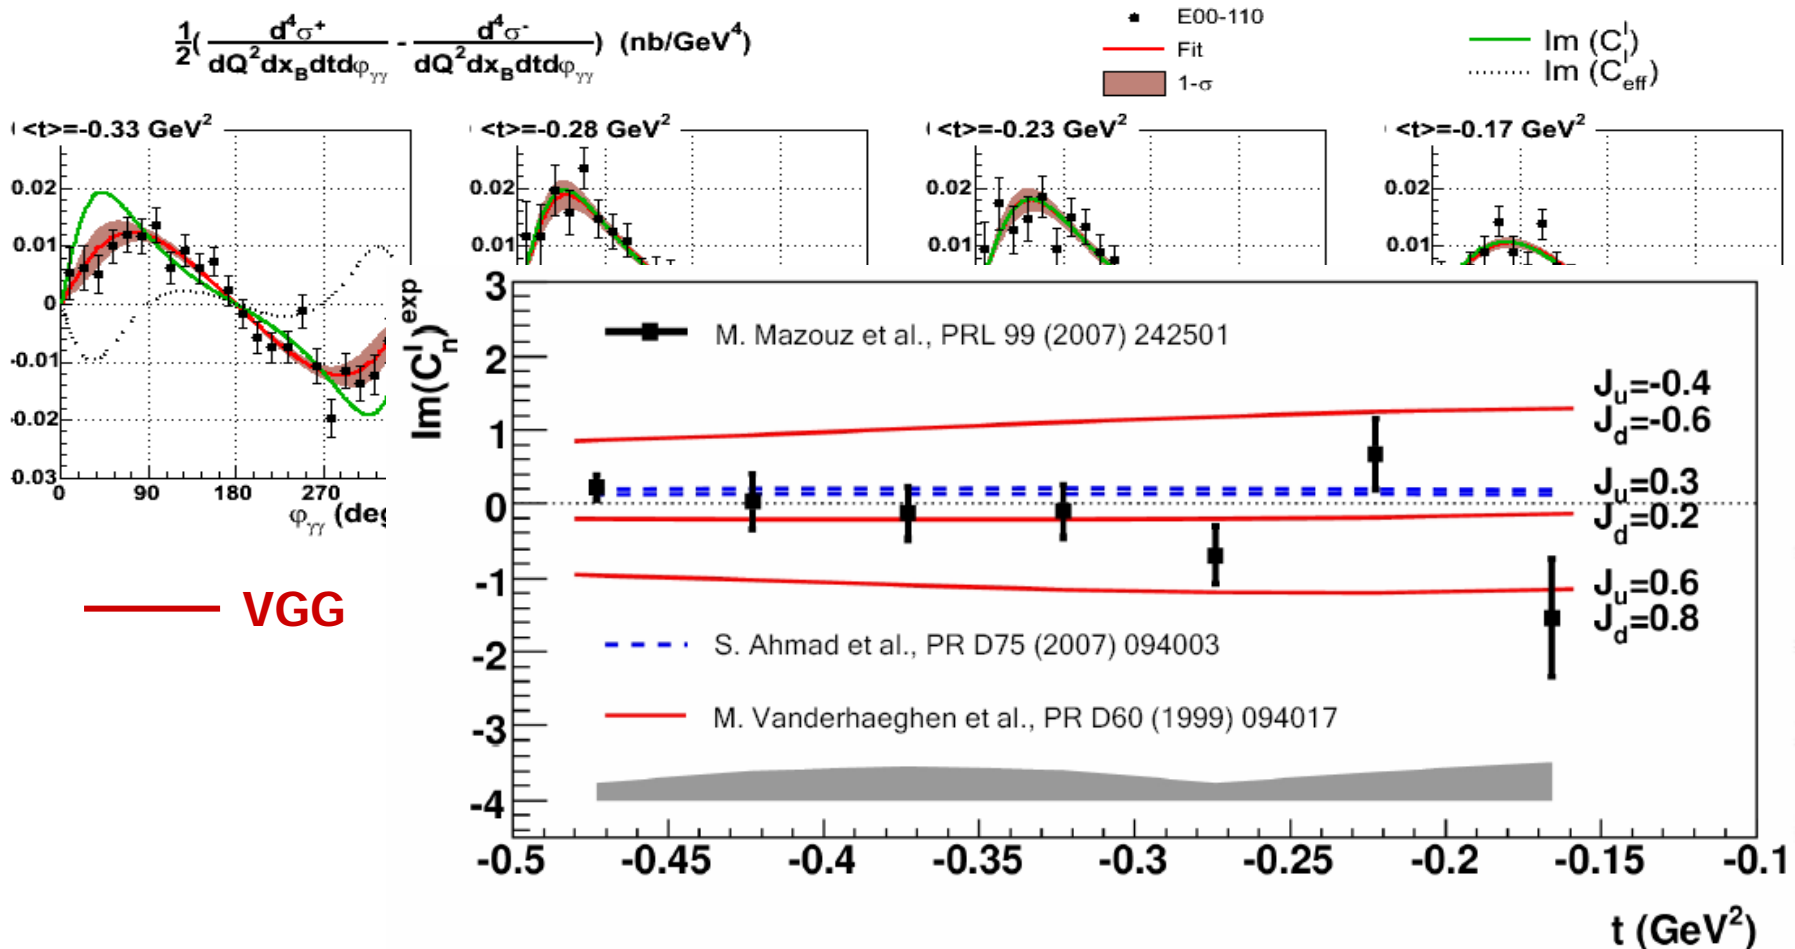 1/2( d⁴σ⁺/dQ²dx_Bdtdφ_γγ - d⁴σ⁻/dQ²dx_Bdtdφ_γγ ) (nb/GeV⁴)
E00-110
Fit
1-σ
Im (C^I)
Im (C^I_eff)
<t>=-0.33 GeV²
<t>=-0.28 GeV²
<t>=-0.23 GeV²
<t>=-0.17 GeV²
0.02
0.01
0
-0.01
-0.02
0.03
0 90 180 270
φ_γγ (deg
0.02
0.01
0.02
0.01
0.02
0.01
VGG
Im(C^I_n)^exp
3
2
1
0
-1
-2
-3
-4
M. Mazouz et al., PRL 99 (2007) 242501
J_u=-0.4
J_d=-0.6
J_u=0.3
J_d=0.2
J_u=0.6
J_d=0.8
S. Ahmad et al., PR D75 (2007) 094003
M. Vanderhaeghen et al., PR D60 (1999) 094017
-0.5 -0.45 -0.4 -0.35 -0.3 -0.25 -0.2 -0.15 -0.1
t (GeV²)